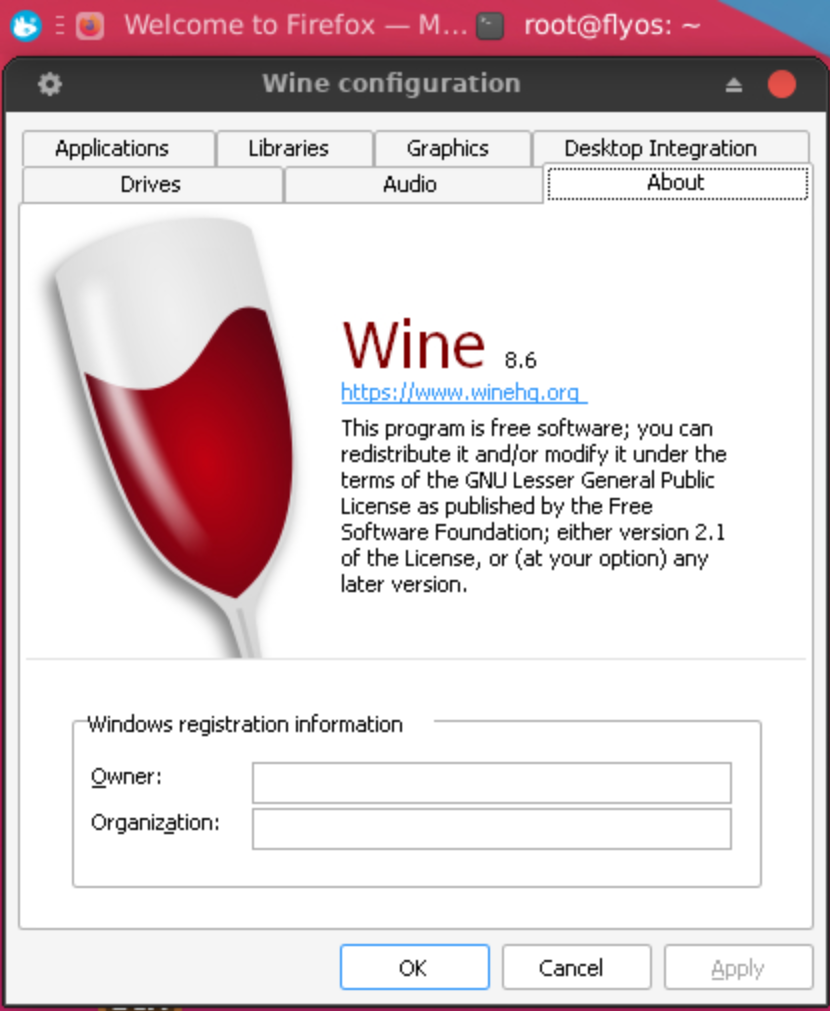 Welcome to Firefox — M...
root@flyos: ~
Wine configuration
Applications
Libraries
Graphics
Desktop Integration
Drives
Audio
About
Wine 8.6
https://www.winehq.org
This program is free software; you can
redistribute it and/or modify it under the
terms of the GNU Lesser General Public
License as published by the Free
Software Foundation; either version 2.1
of the License, or (at your option) any
later version.
Windows registration information
Owner:
Organization:
OK
Cancel
Apply